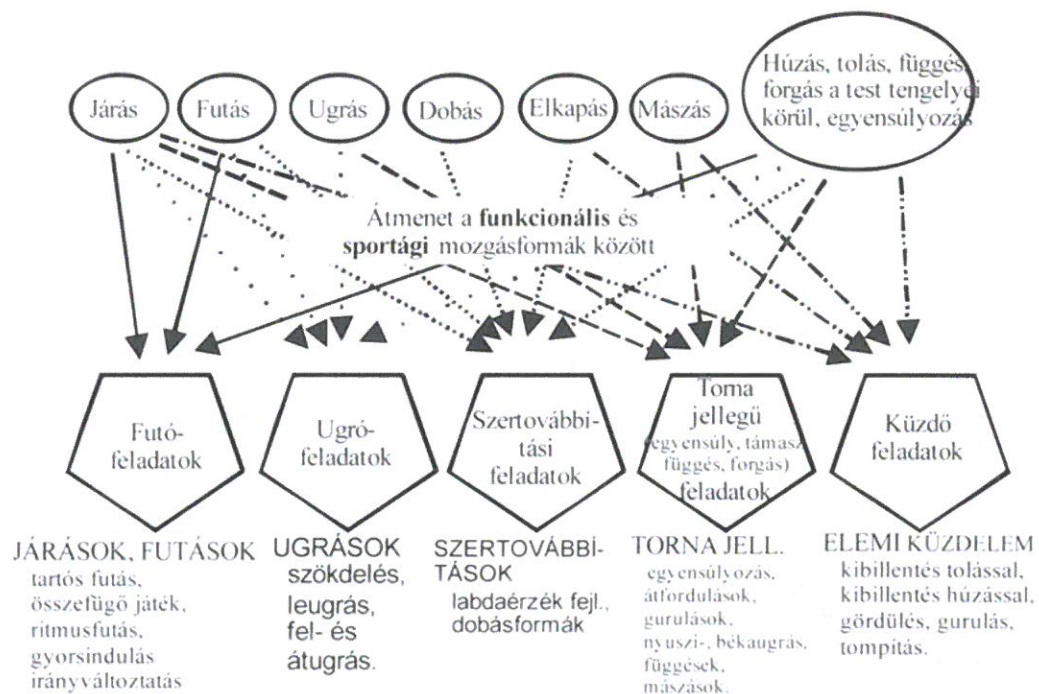 Járás
Futás
Ugrás
Dobás
Elkapás
Mászás
Húzás, tolás, függés,
forgás a test tengelyei
körül, egyensúlyozás
Átmenet a funkcionális és
sportági mozgásformák között
Futó-
feladatok
Ugró-
feladatok
Szertovábbí-
tási
feladatok
Torna
jellegű
(egyensúly, támasz
függés, forgás)
feladatok
Küzdő
feladatok
JÁRÁSOK, FUTÁSOK
tartós futás,
összefügő játék,
ritmusfutás,
gyorsindulás
irányváltoztatás
UGRÁSOK
szökdelés,
leugrás,
fel- és
átugrás.
SZERTOVÁBBÍ-
TÁSOK
labdaérzék fejl.,
dobásformák
TORNA JELL.
egyensúlyozás,
átfordulások,
gurulások,
nyuszi-, békaugrás,
függések,
mászások.
ELEMI KÜZDELEM
kibillentés tolással,
kibillentés húzással,
gördülés, gurulás,
tompítás.